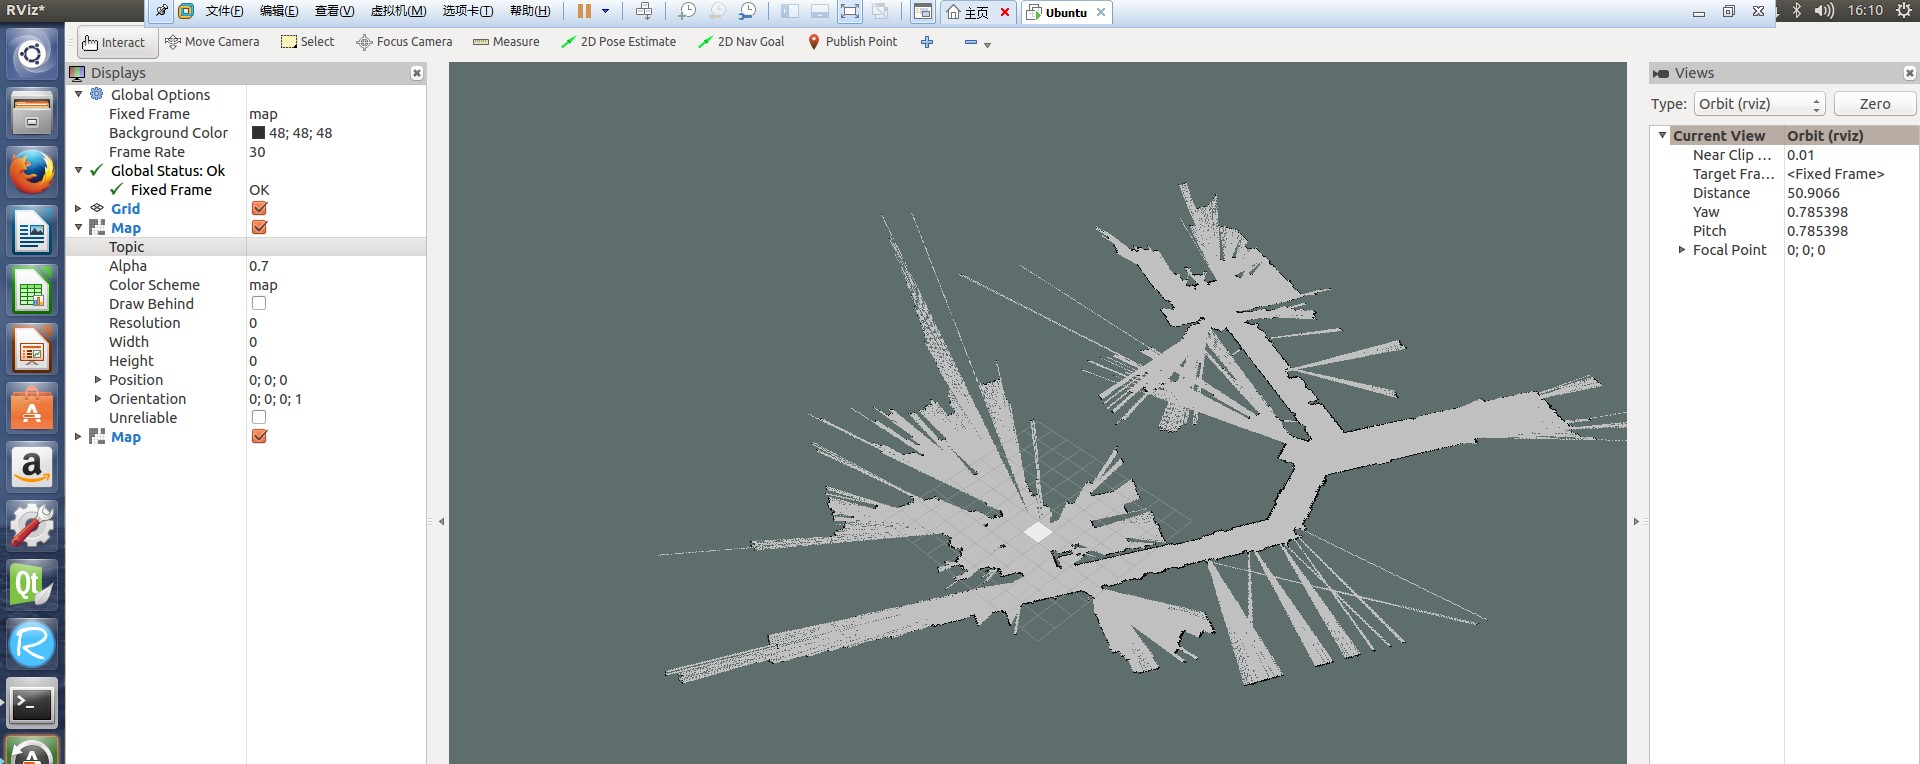 RViz*
文件(F) 编辑(E) 查看(V) 虚拟机(M) 选项卡(T) 帮助(H) 主页 Ubuntu 16:10
Interact Move Camera Select Focus Camera Measure 2D Pose Estimate 2D Nav Goal Publish Point
Displays
Global Options
Fixed Frame map
Background Color 48; 48; 48
Frame Rate 30
Global Status: Ok
Fixed Frame OK
Grid
Map
Topic
Alpha 0.7
Color Scheme map
Draw Behind
Resolution 0
Width 0
Height 0
Position 0; 0; 0
Orientation 0; 0; 0; 1
Unreliable
Map
Views
Type: Orbit (rviz) Zero
Current View Orbit (rviz)
Near Clip ... 0.01
Target Fra... <Fixed Frame>
Distance 50.9066
Yaw 0.785398
Pitch 0.785398
Focal Point 0; 0; 0
a
Qt
R
>_